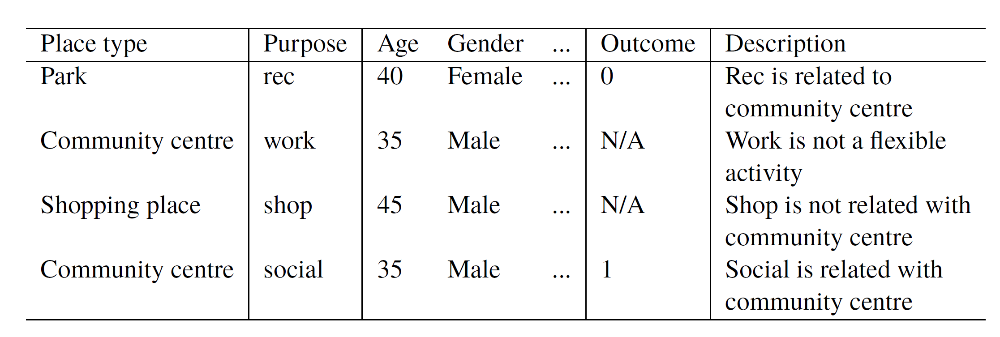 Place type Purpose Age Gender ... Outcome Description
Park rec 40 Female ... 0 Rec is related to
community centre
Community centre work 35 Male ... N/A Work is not a flexible
activity
Shopping place shop 45 Male ... N/A Shop is not related with
community centre
Community centre social 35 Male ... 1 Social is related with
community centre